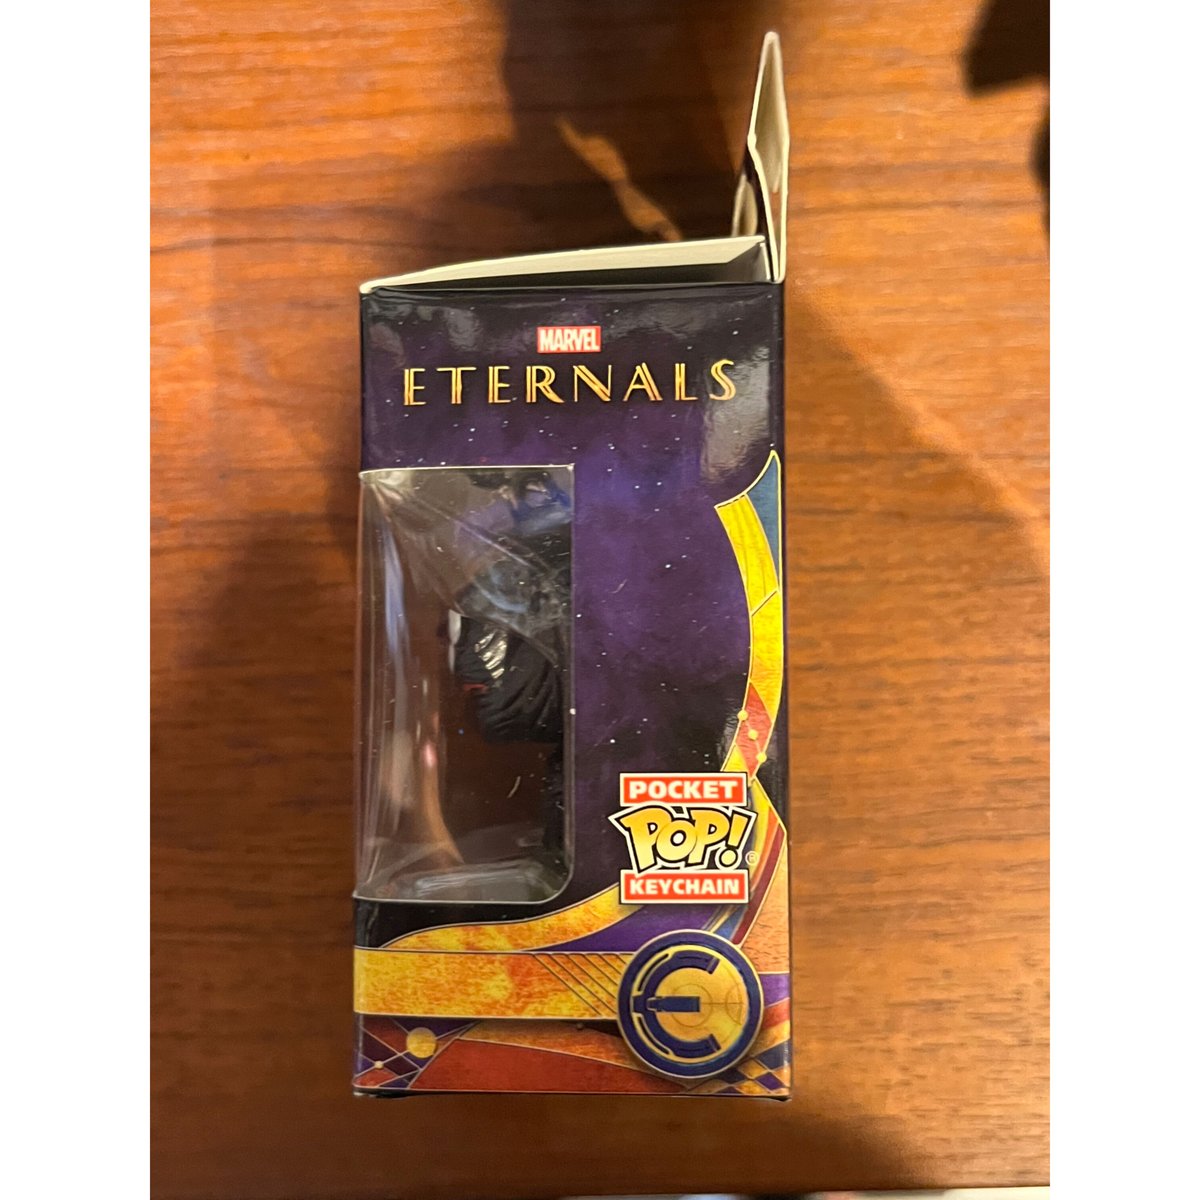 MARVEL
ETERNALS
POCKET
POP!®
KEYCHAIN